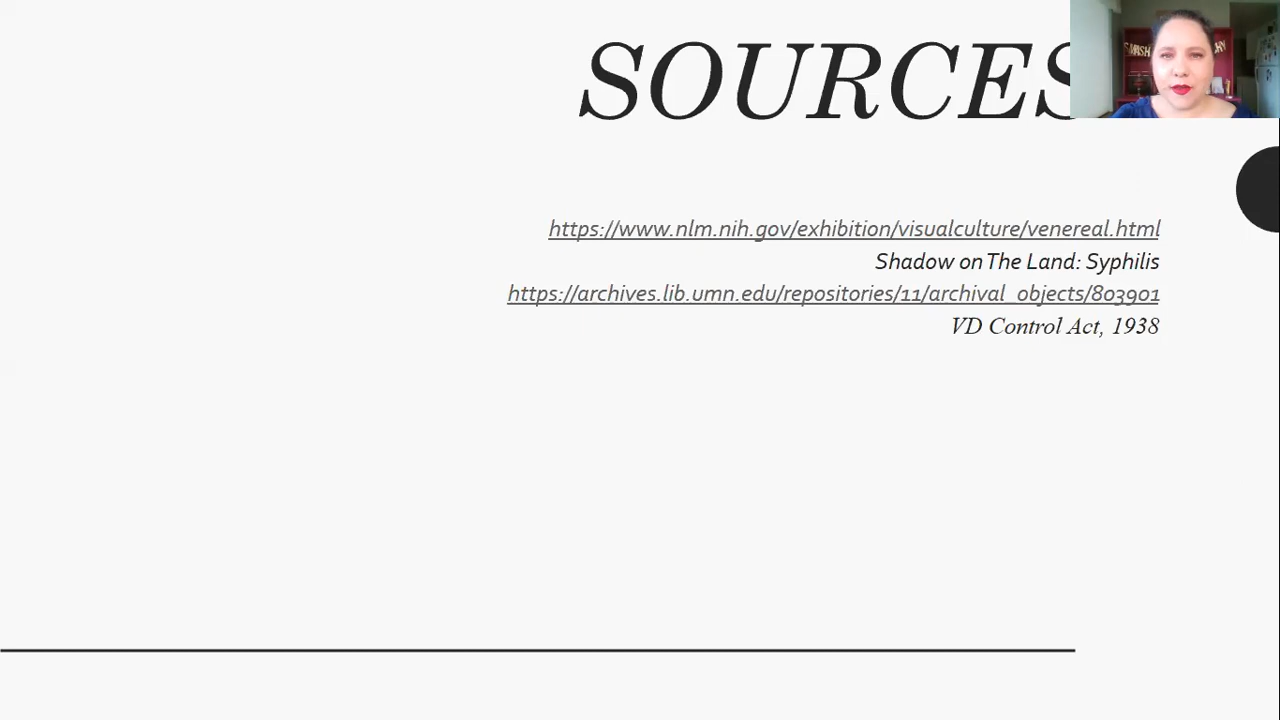 SOURCES
https://www.nlm.nih.gov/exhibition/visualculture/venereal.html
Shadow on The Land: Syphilis
https://archives.lib.umn.edu/repositories/11/archival_objects/803901
VD Control Act, 1938